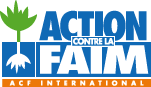 ACTION
CONTRE LA
FAIM
ACF INTERNATIONAL